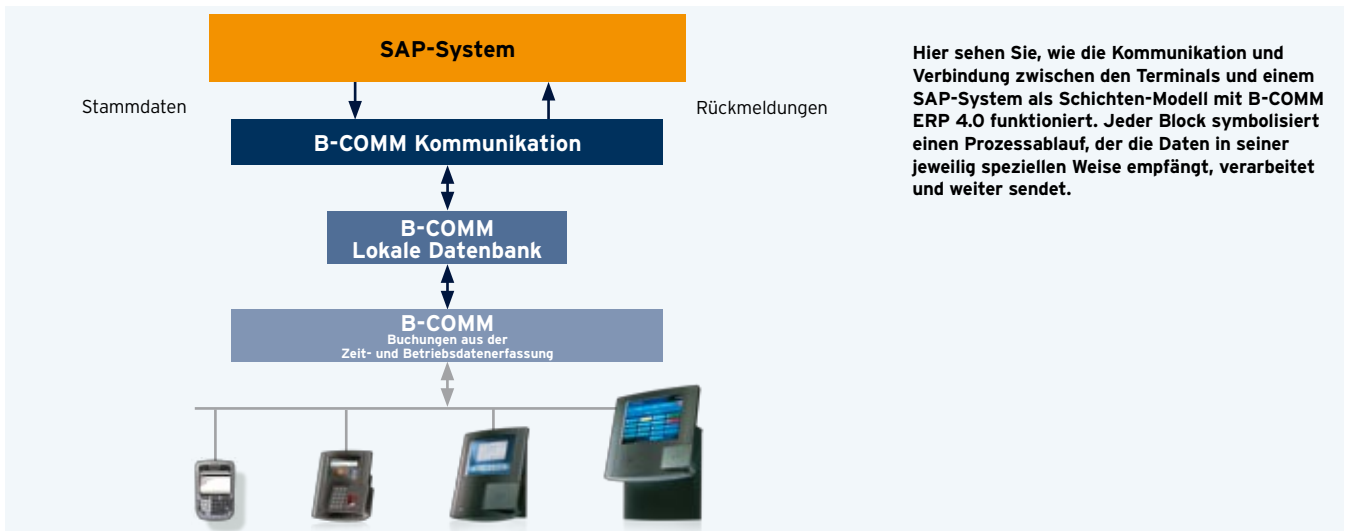 SAP-System
Stammdaten
Rückmeldungen
B-COMM Kommunikation
B-COMM
Lokale Datenbank
B-COMM
Buchungen aus der
Zeit- und Betriebsdatenerfassung
Hier sehen Sie, wie die Kommunikation und
Verbindung zwischen den Terminals und einem
SAP-System als Schichten-Modell mit B-COMM
ERP 4.0 funktioniert. Jeder Block symbolisiert
einen Prozessablauf, der die Daten in seiner
jeweilig speziellen Weise empfängt, verarbeitet
und weiter sendet.